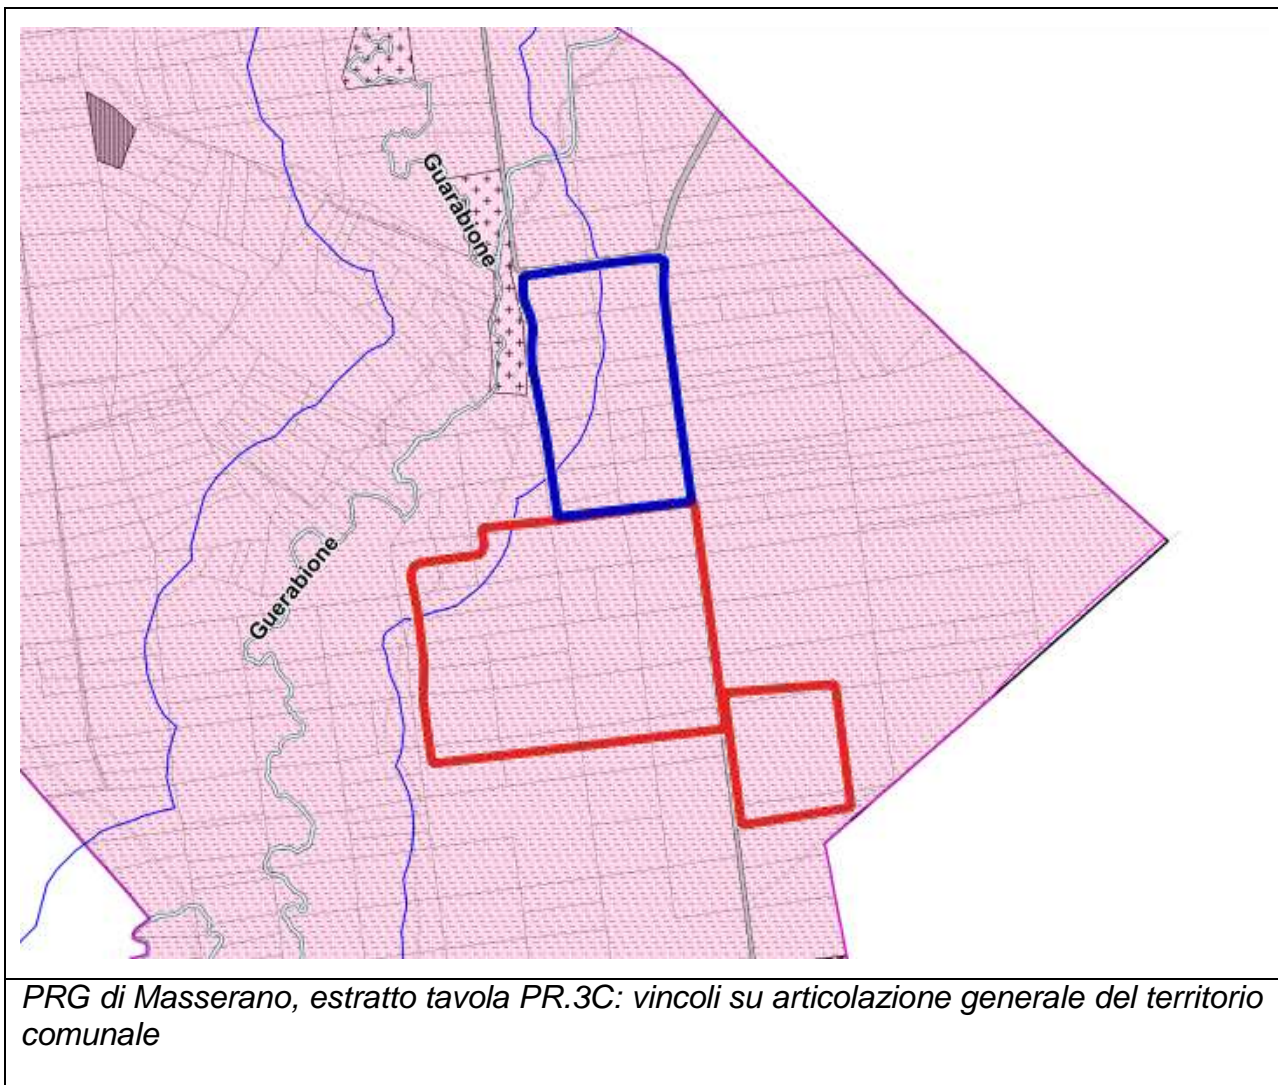 Guarabione
Guerabione
PRG di Masserano, estratto tavola PR.3C: vincoli su articolazione generale del territorio
comunale